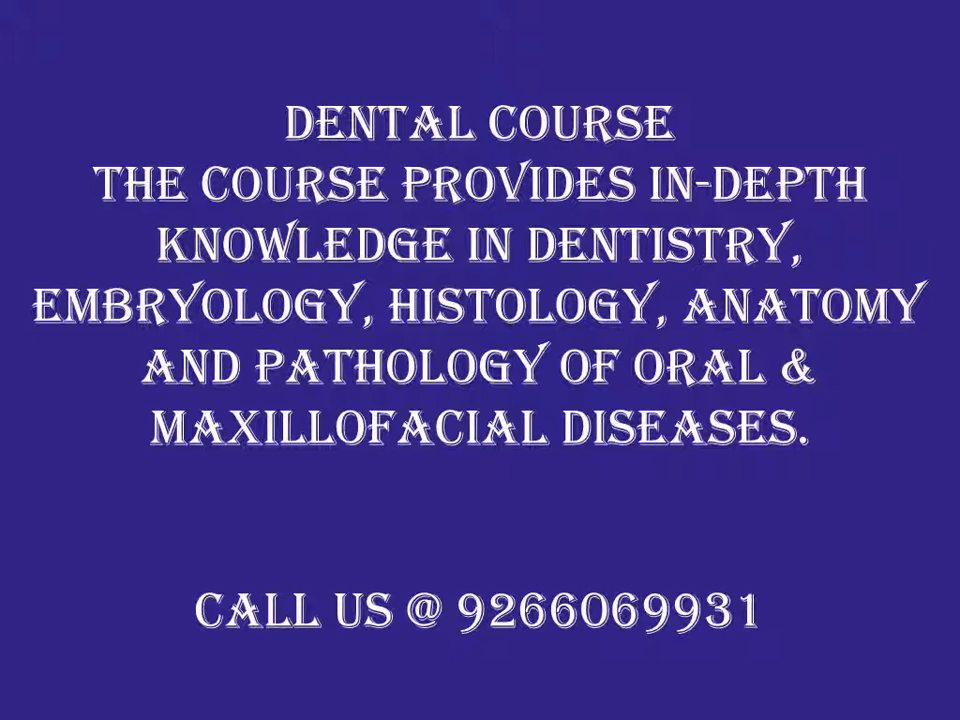 DENTAL COURSE
THE COURSE PROVIDES IN-DEPTH
KNOWLEDGE IN DENTISTRY,
EMBRYOLOGY, HISTOLOGY, ANATOMY
AND PATHOLOGY OF ORAL &
MAXILLOFACIAL DISEASES.
CALL US @ 9266069931